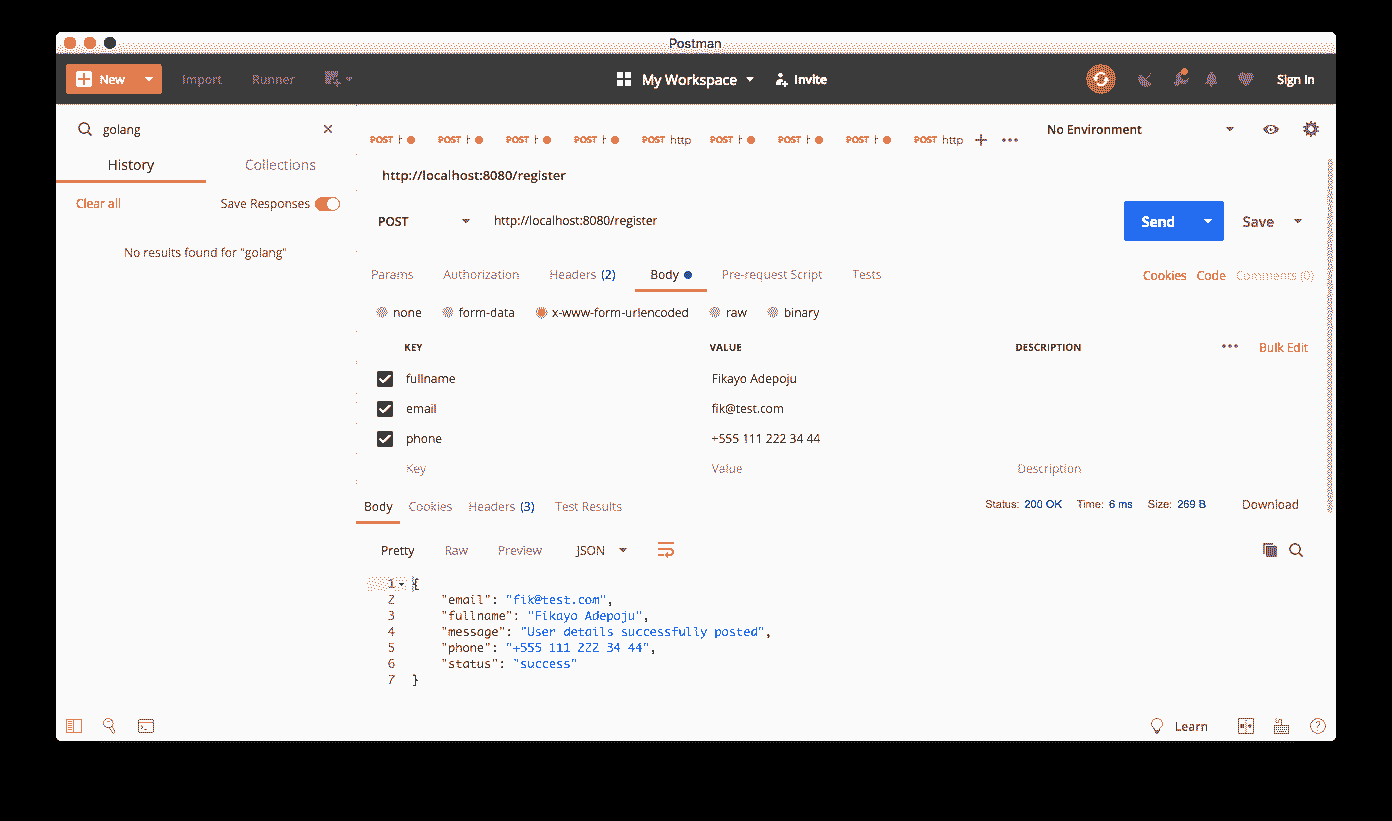 Postman
New Import Runner My Workspace Invite Sign In
golang
History Collections
Clear all Save Responses
No results found for "golang"
POST POST POST POST POST http POST POST POST POST http No Environment
http://localhost:8080/register
POST http://localhost:8080/register Send Save
Params Authorization Headers (2) Body Pre-request Script Tests Cookies Code Comments (0)
none form-data x-www-form-urlencoded raw binary
KEY VALUE DESCRIPTION Bulk Edit
fullname Fikayo Adepoju
email fik@test.com
phone +555 111 222 34 44
Key Value Description
Body Cookies Headers (3) Test Results Status: 200 OK Time: 6 ms Size: 269 B Download
Pretty Raw Preview JSON
1 {
2 "email": "fik@test.com",
3 "fullname": "Fikayo Adepoju",
4 "message": "User details successfully posted",
5 "phone": "+555 111 222 34 44",
6 "status": "success"
7 }
Learn